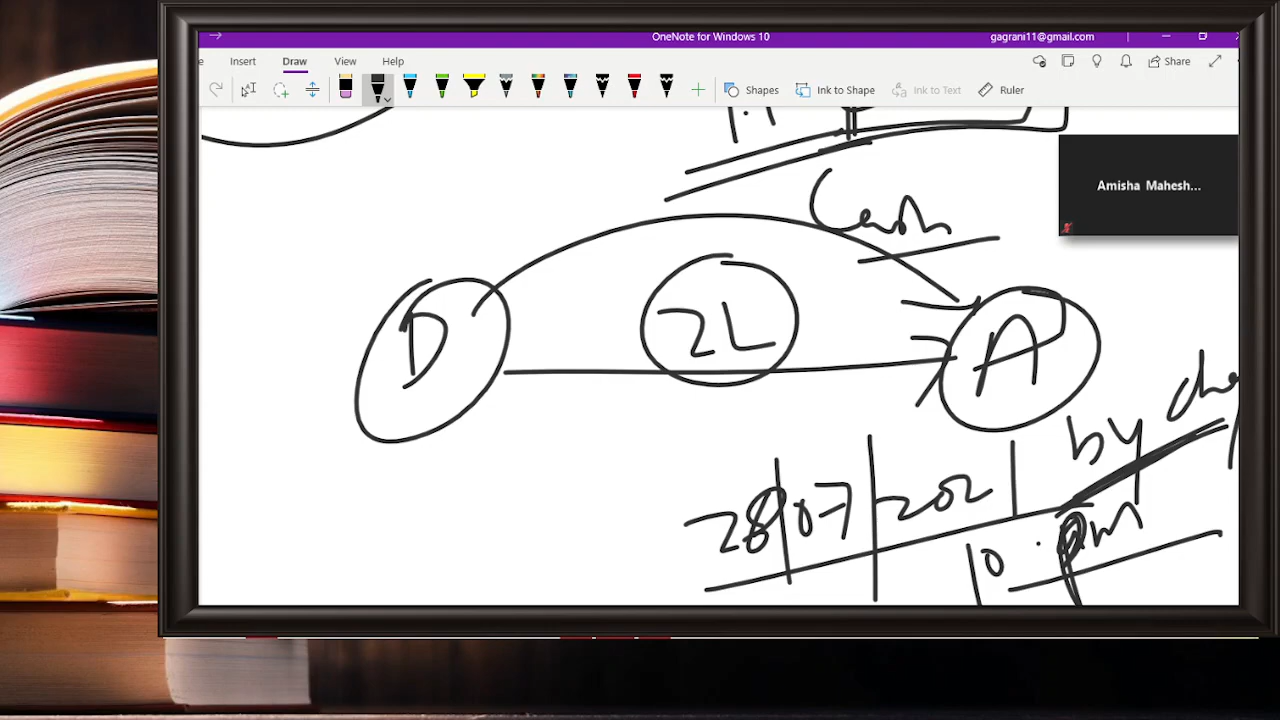 OneNote for Windows 10
gagrani11@gmail.com
Insert Draw View Help
Share
Shapes
Ink to Shape
Ink to Text
Ruler
Amisha Mahesh...
Cash
D
2L
A
by
28/07/2021
10. pm